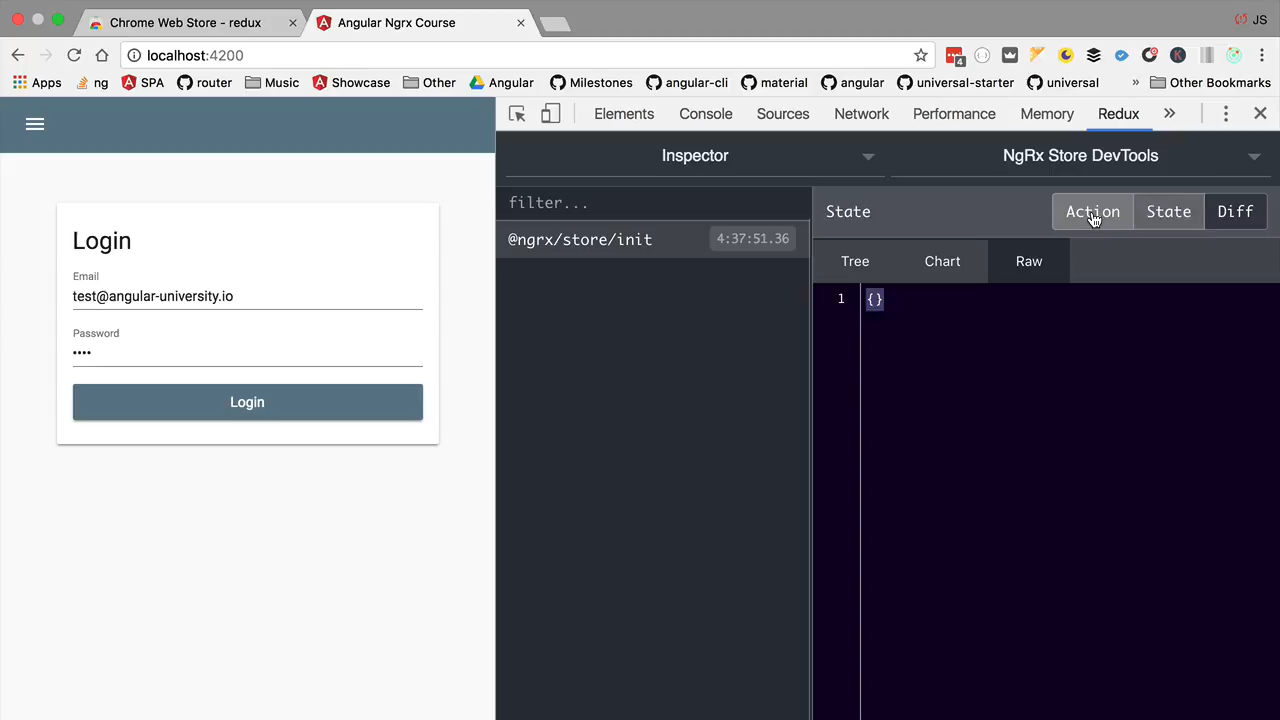 Chrome Web Store - redux
Angular Ngrx Course
JS
localhost:4200
4
K
Apps
ng
SPA
router
Music
Showcase
Other
Angular
Milestones
angular-cli
material
angular
universal-starter
universal
»
Other Bookmarks
Elements
Console
Sources
Network
Performance
Memory
Redux
»
Inspector
NgRx Store DevTools
filter...
State
Action
State
Diff
@ngrx/store/init
4:37:51.36
Tree
Chart
Raw
1
{}
Login
Email
test@angular-university.io
Password
••••
Login